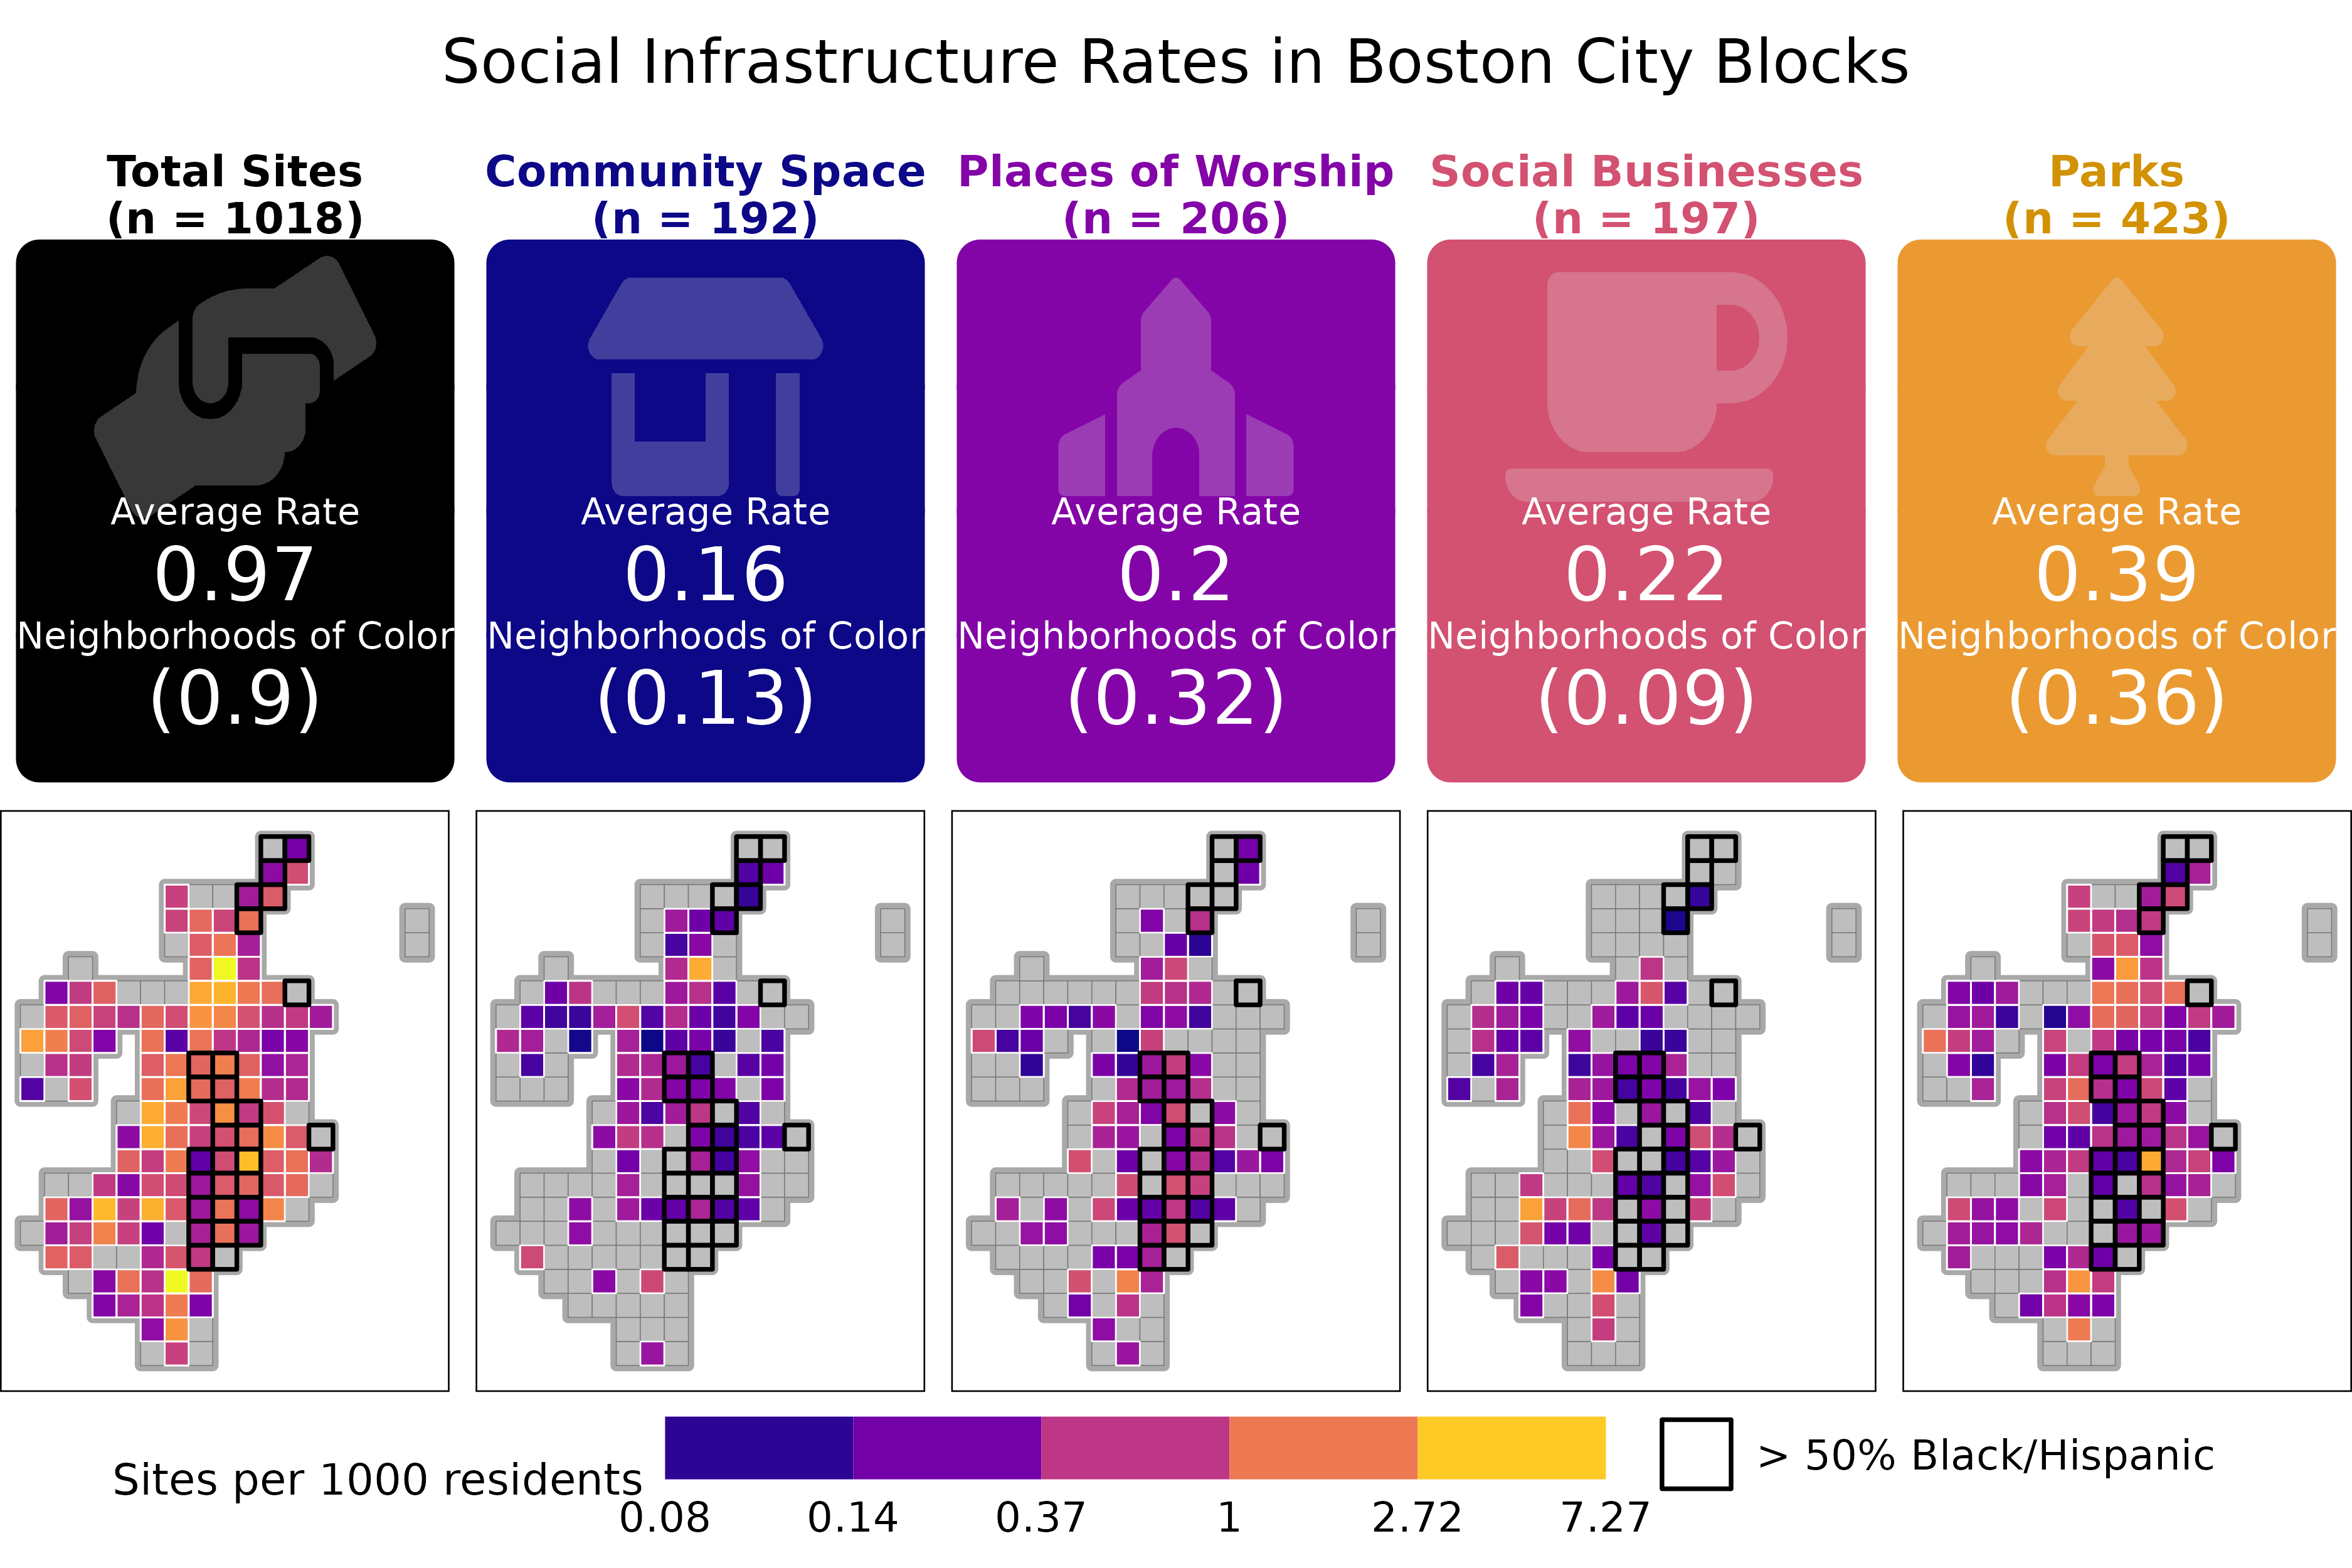 Social Infrastructure Rates in Boston City Blocks
Total Sites
(n = 1018)
Average Rate
0.97
Neighborhoods of Color
(0.9)
Community Space
(n = 192)
Average Rate
0.16
Neighborhoods of Color
(0.13)
Places of Worship
(n = 206)
Average Rate
0.2
Neighborhoods of Color
(0.32)
Social Businesses
(n = 197)
Average Rate
0.22
Neighborhoods of Color
(0.09)
Parks
(n = 423)
Average Rate
0.39
Neighborhoods of Color
(0.36)
Sites per 1000 residents
0.08 0.14 0.37 1 2.72 7.27
> 50% Black/Hispanic